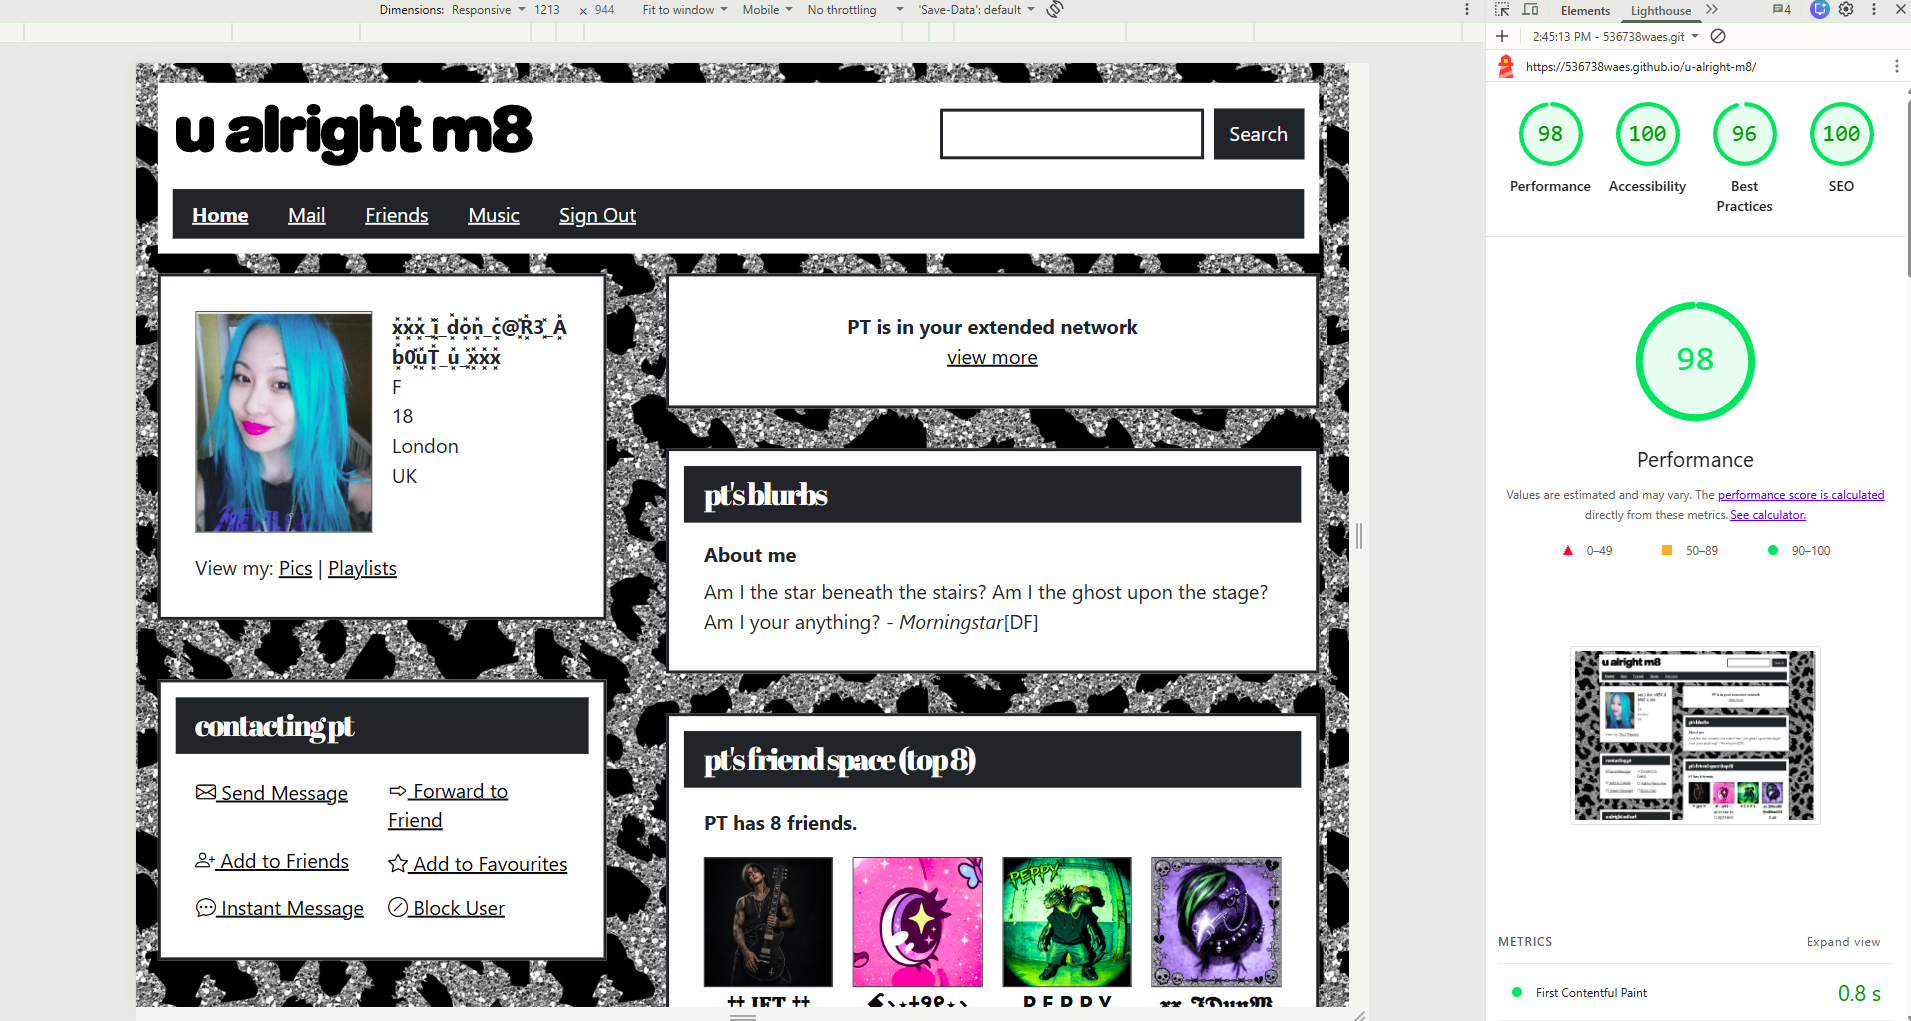 Dimensions: Responsive 1213 × 944 Fit to window Mobile No throttling 'Save-Data': default
Elements Lighthouse 4
2:45:13 PM - 536738waes.git
https://536738waes.github.io/u-alright-m8/
u alright m8
Search
Home Mail Friends Music Sign Out
xxx_i_don_c@R3_A
b0uT_u_xxx
F
18
London
UK
View my: Pics | Playlists
contacting pt
Send Message
Forward to
Friend
Add to Friends
Add to Favourites
Instant Message
Block User
PT is in your extended network
view more
pt's blurbs
About me
Am I the star beneath the stairs? Am I the ghost upon the stage?
Am I your anything? - Morningstar[DF]
pt's friend space (top 8)
PT has 8 friends.
PEPPY
P E P P Y
98 100 96 100
Performance Accessibility Best
Practices SEO
98
Performance
Values are estimated and may vary. The performance score is calculated
directly from these metrics. See calculator.
0–49 50–89 90–100
u alright m8
METRICS Expand view
First Contentful Paint 0.8 s